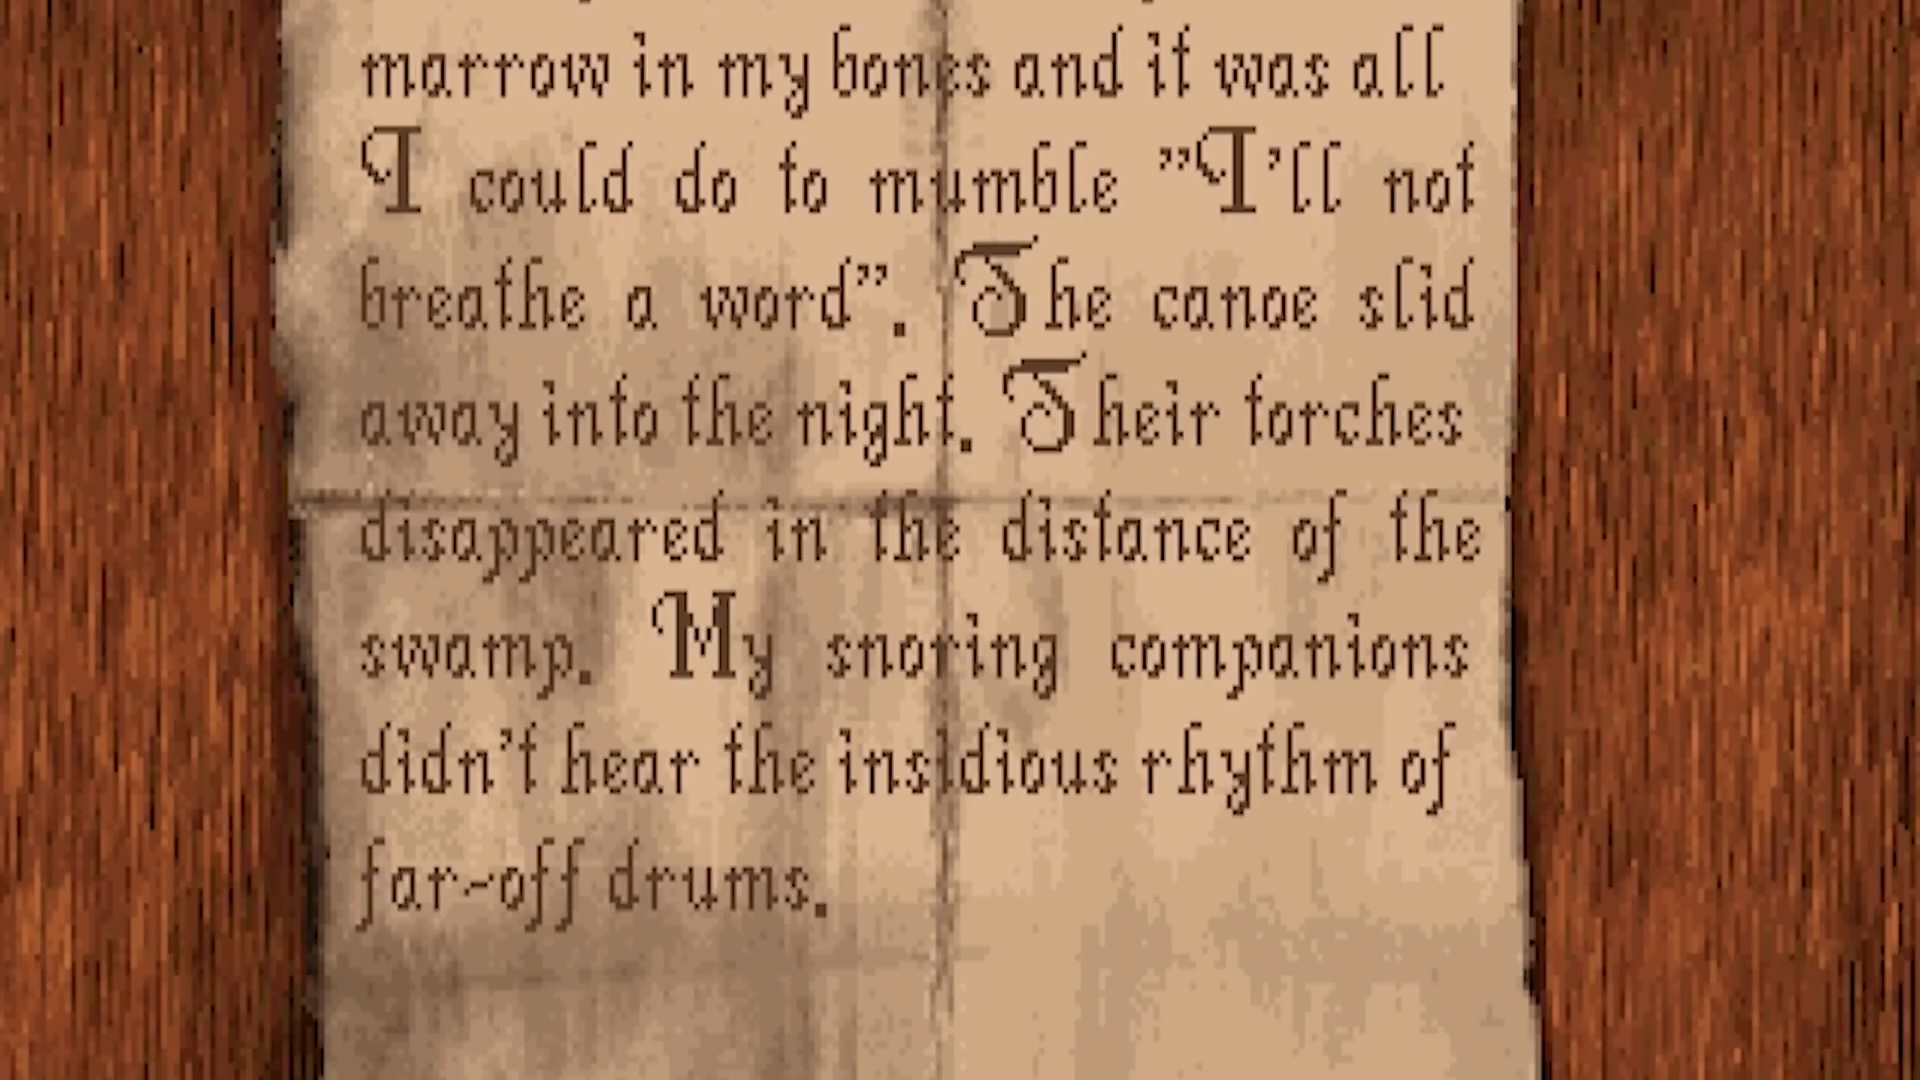 marrow in my bones and it was all
I could do to mumble "I'll not
breathe a word". The canoe slid
away into the night. Their torches
disappeared in the distance of the
swamp. My snoring companions
didn't hear the insidious rhythm of
far-off drums.